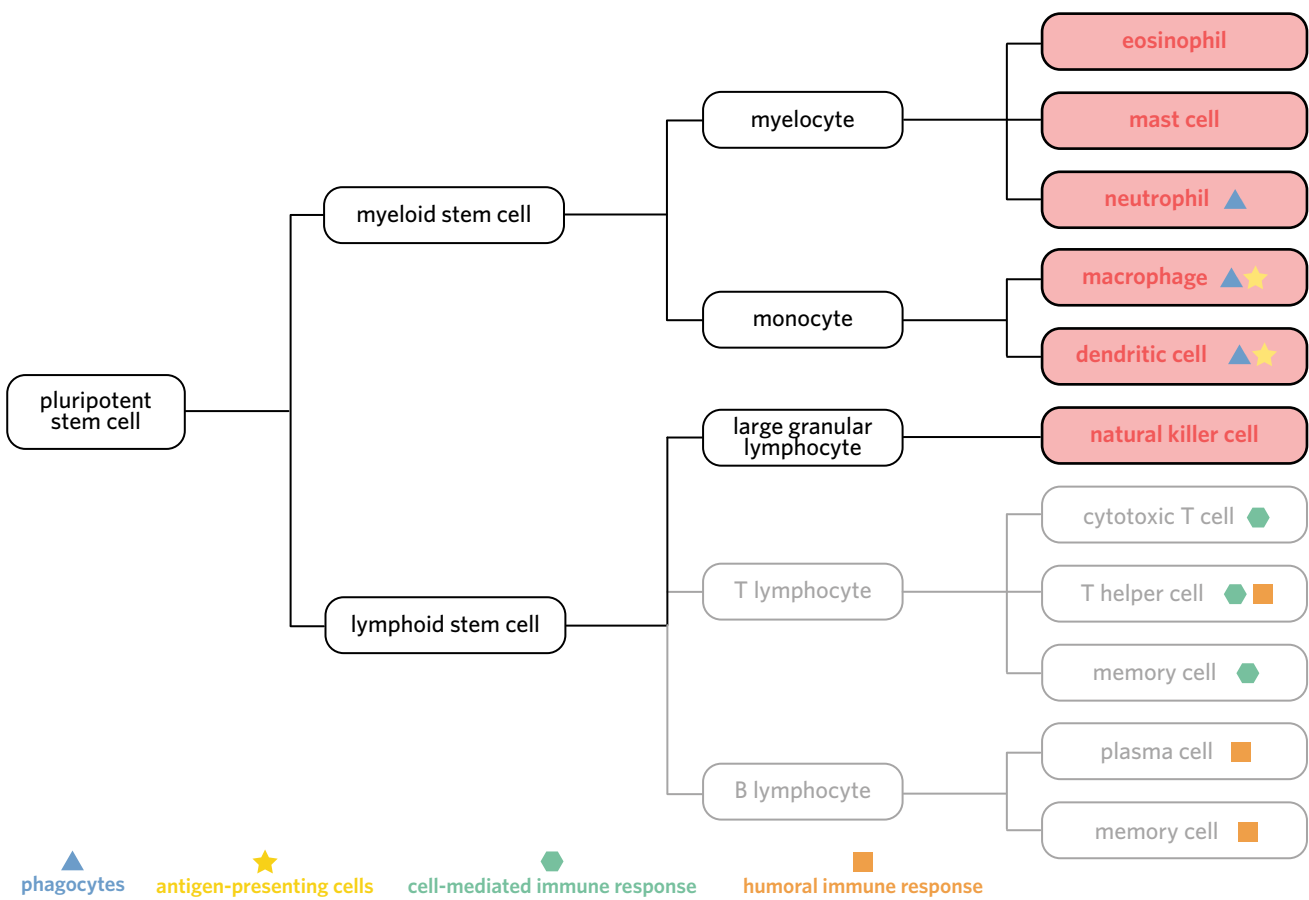 eosinophil
mast cell
myelocyte
neutrophil
myeloid stem cell
macrophage
monocyte
dendritic cell
pluripotent
stem cell
large granular
lymphocyte
natural killer cell
cytotoxic T cell
T lymphocyte
T helper cell
lymphoid stem cell
memory cell
plasma cell
B lymphocyte
memory cell
phagocytes
antigen-presenting cells
cell-mediated immune response
humoral immune response